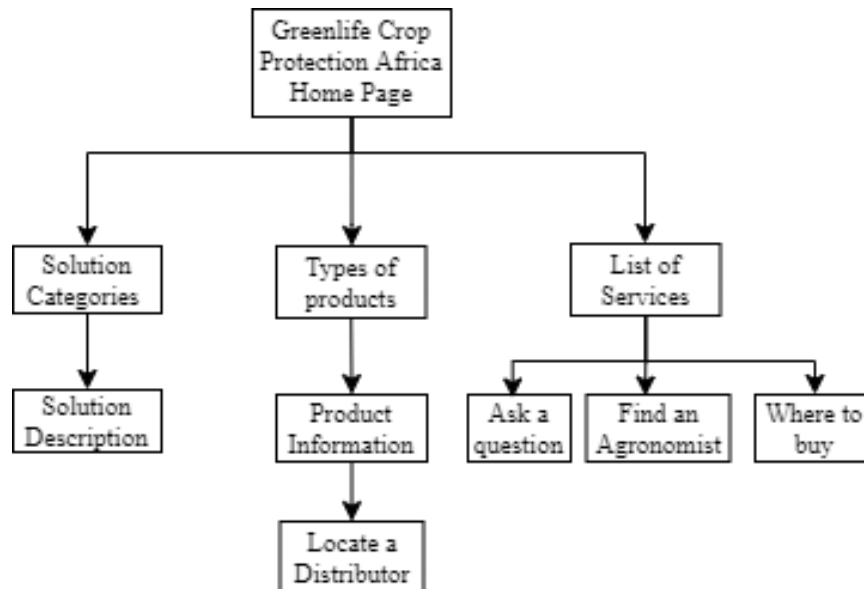 Greenlife Crop
Protection Africa
Home Page
Solution
Categories
Types of
products
List of
Services
Solution
Description
Product
Information
Ask a
question
Find an
Agronomist
Where to
buy
Locate a
Distributor